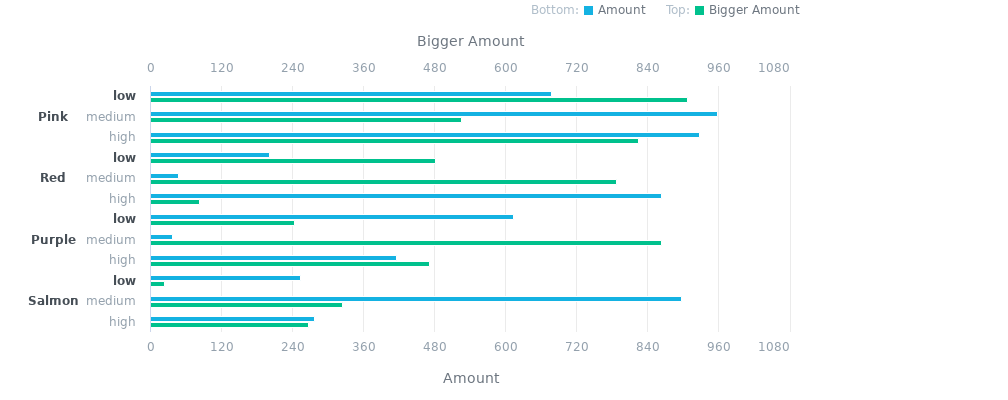 Bottom: Amount Top: Bigger Amount
Bigger Amount
0 120 240 360 480 600 720 840 960 1080
low
Pink medium
high
low
Red medium
high
low
Purple medium
high
low
Salmon medium
high
0 120 240 360 480 600 720 840 960 1080
Amount